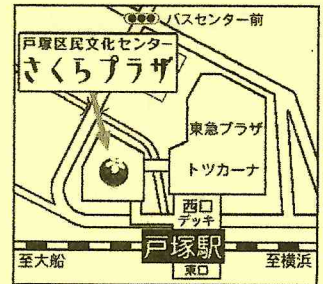 バスセンター前
戸塚区民文化センター
さくらプラザ
東急プラザ
トツカーナ
西口
デッキ
戸塚駅
至大船
東口
至横浜